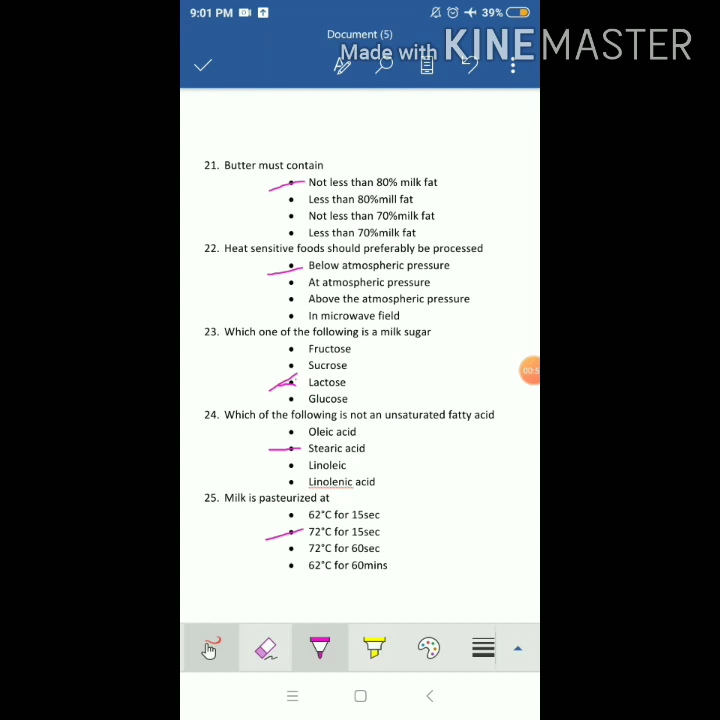 9:01 PM
39%
Document (5)
Made with KINEMASTER
21. Butter must contain
• Not less than 80% milk fat
• Less than 80%mill fat
• Not less than 70%milk fat
• Less than 70%milk fat
22. Heat sensitive foods should preferably be processed
• Below atmospheric pressure
• At atmospheric pressure
• Above the atmospheric pressure
• In microwave field
23. Which one of the following is a milk sugar
• Fructose
• Sucrose
• Lactose
• Glucose
24. Which of the following is not an unsaturated fatty acid
• Oleic acid
• Stearic acid
• Linoleic
• Linolenic acid
25. Milk is pasteurized at
• 62°C for 15sec
• 72°C for 15sec
• 72°C for 60sec
• 62°C for 60mins